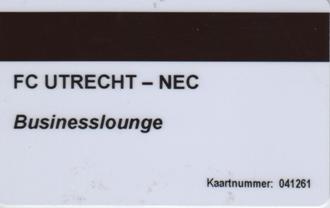 FC UTRECHT – NEC
Businesslounge
Kaartnummer: 041261